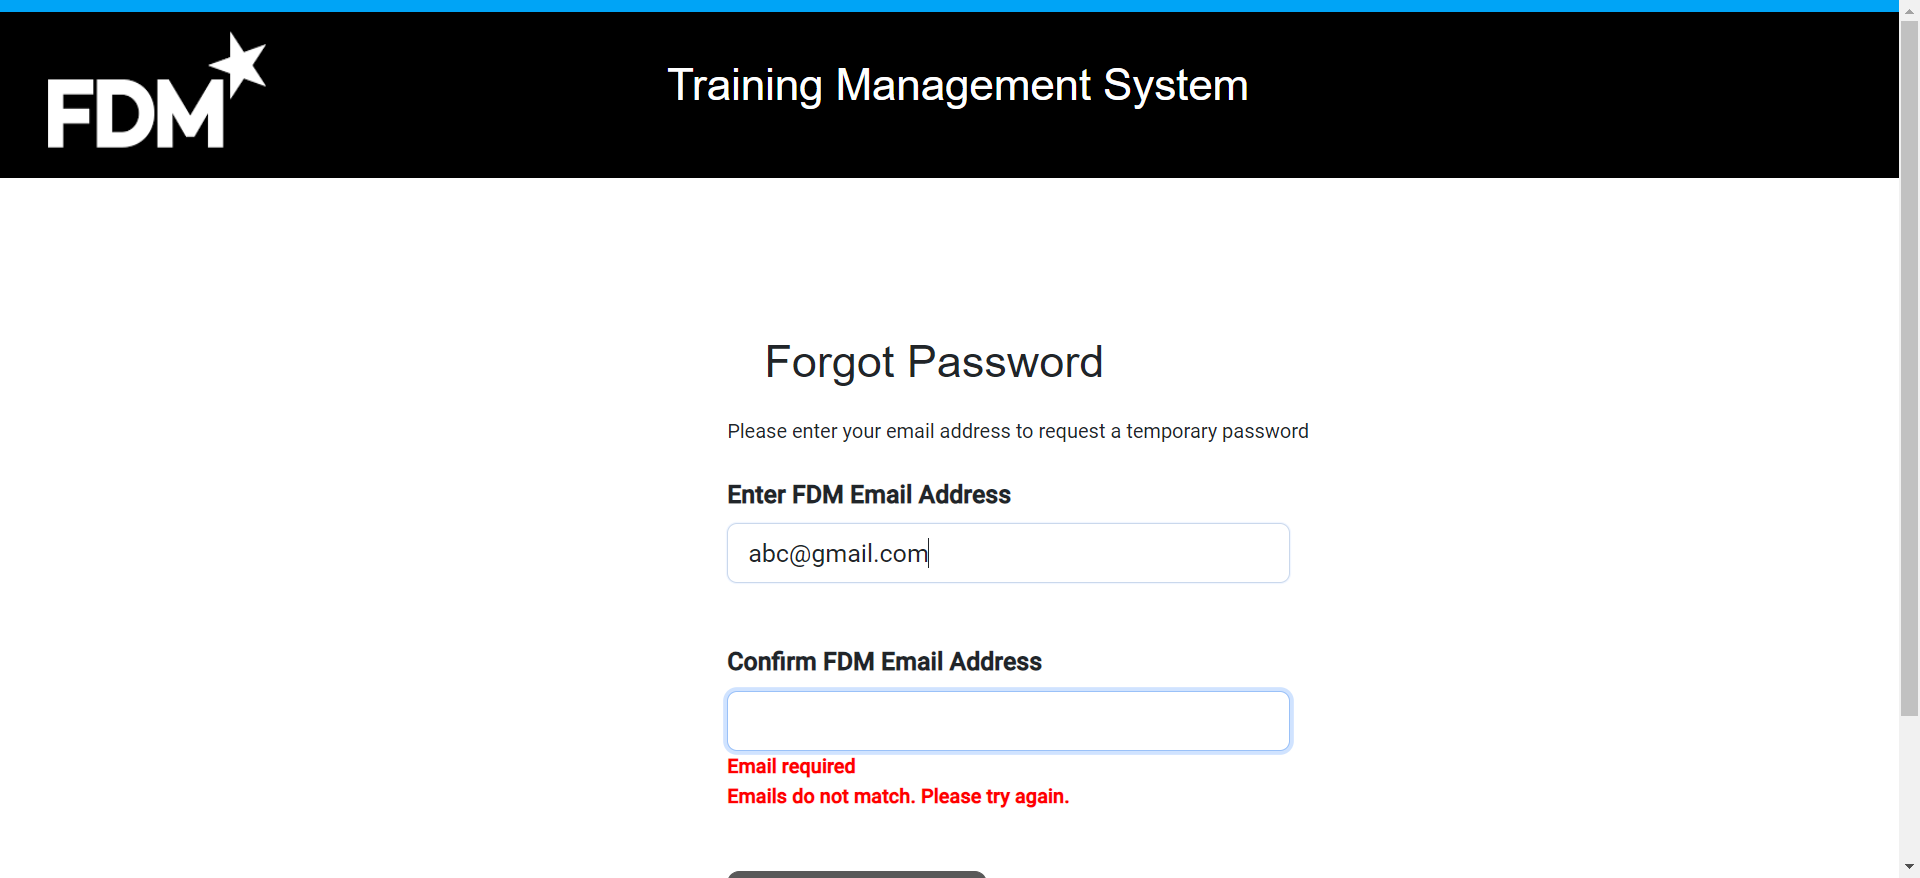 FDM
Training Management System
Forgot Password
Please enter your email address to request a temporary password
Enter FDM Email Address
abc@gmail.com
Confirm FDM Email Address
Email required
Emails do not match. Please try again.